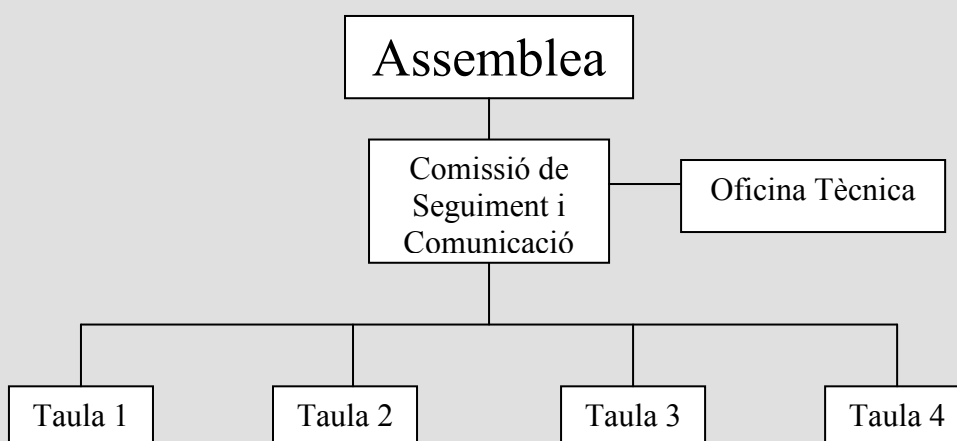 Assemblea
Comissió de
Seguiment i
Comunicació
Oficina Tècnica
Taula 1
Taula 2
Taula 3
Taula 4